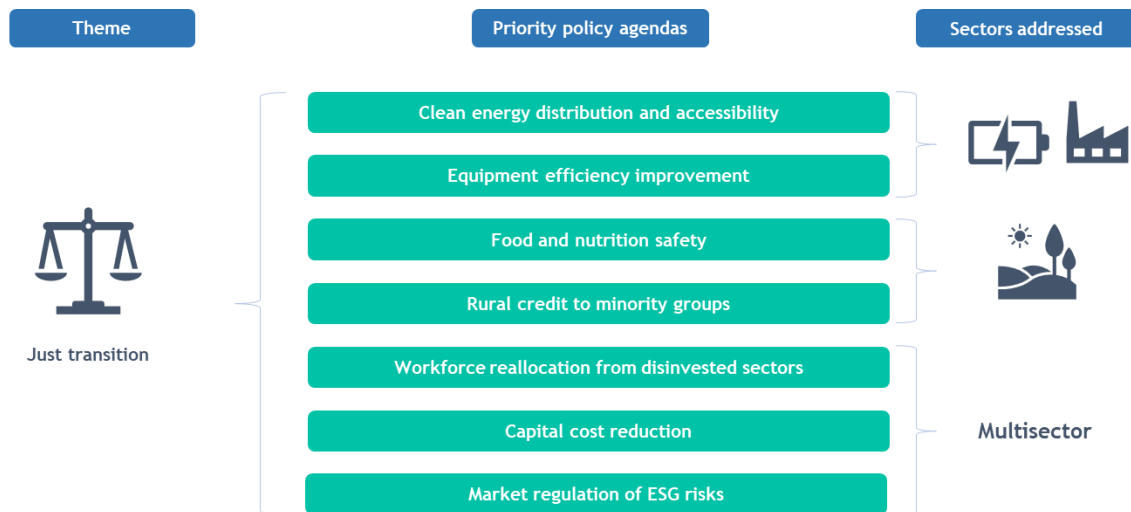 Theme
Priority policy agendas
Sectors addressed
Clean energy distribution and accessibility
Equipment efficiency improvement
Food and nutrition safety
Rural credit to minority groups
Just transition
Workforce reallocation from disinvested sectors
Capital cost reduction
Multisector
Market regulation of ESG risks